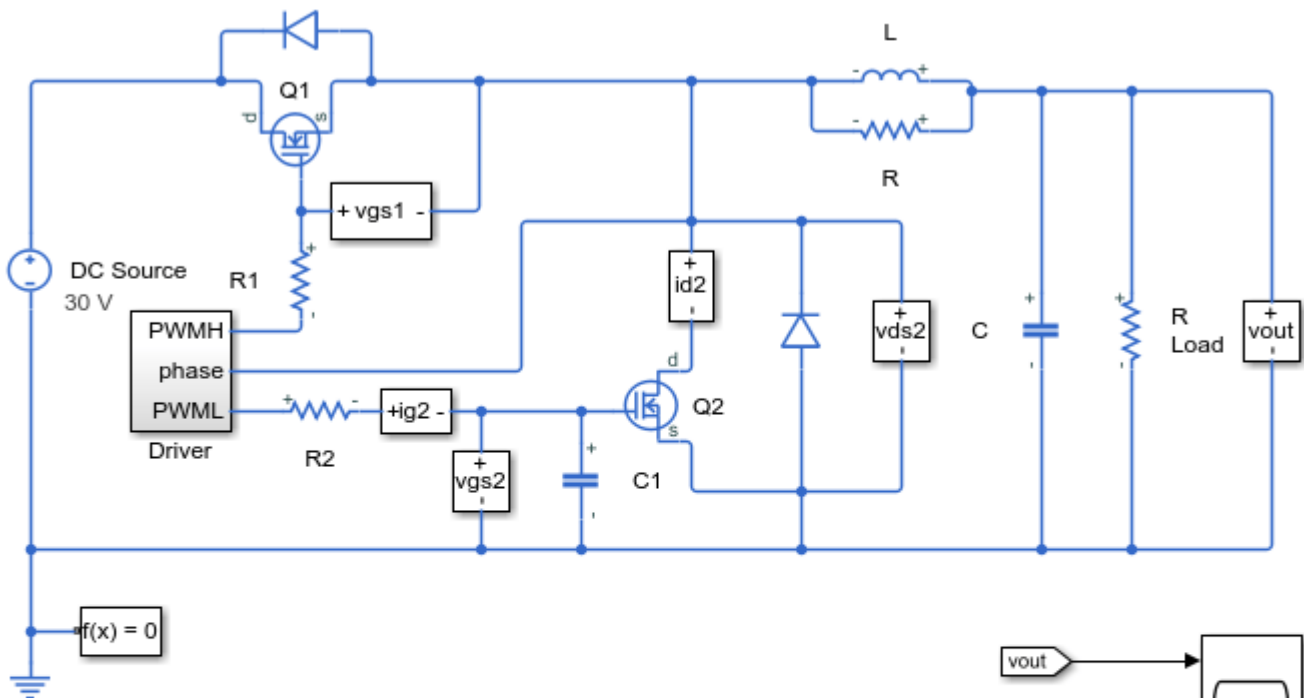 L
Q1
d
s
- +
- +
R
+ vgs1 -
+
R1
-
+
-
DC Source
30 V
+
id2
-
+
vds2
-
C
+
-
+
-
R
Load
+
vout
-
PWMH
phase
PWML
Driver
+ -
R2
+ig2 -
d
s
Q2
+
vgs2
-
+
-
C1
f(x) = 0
vout